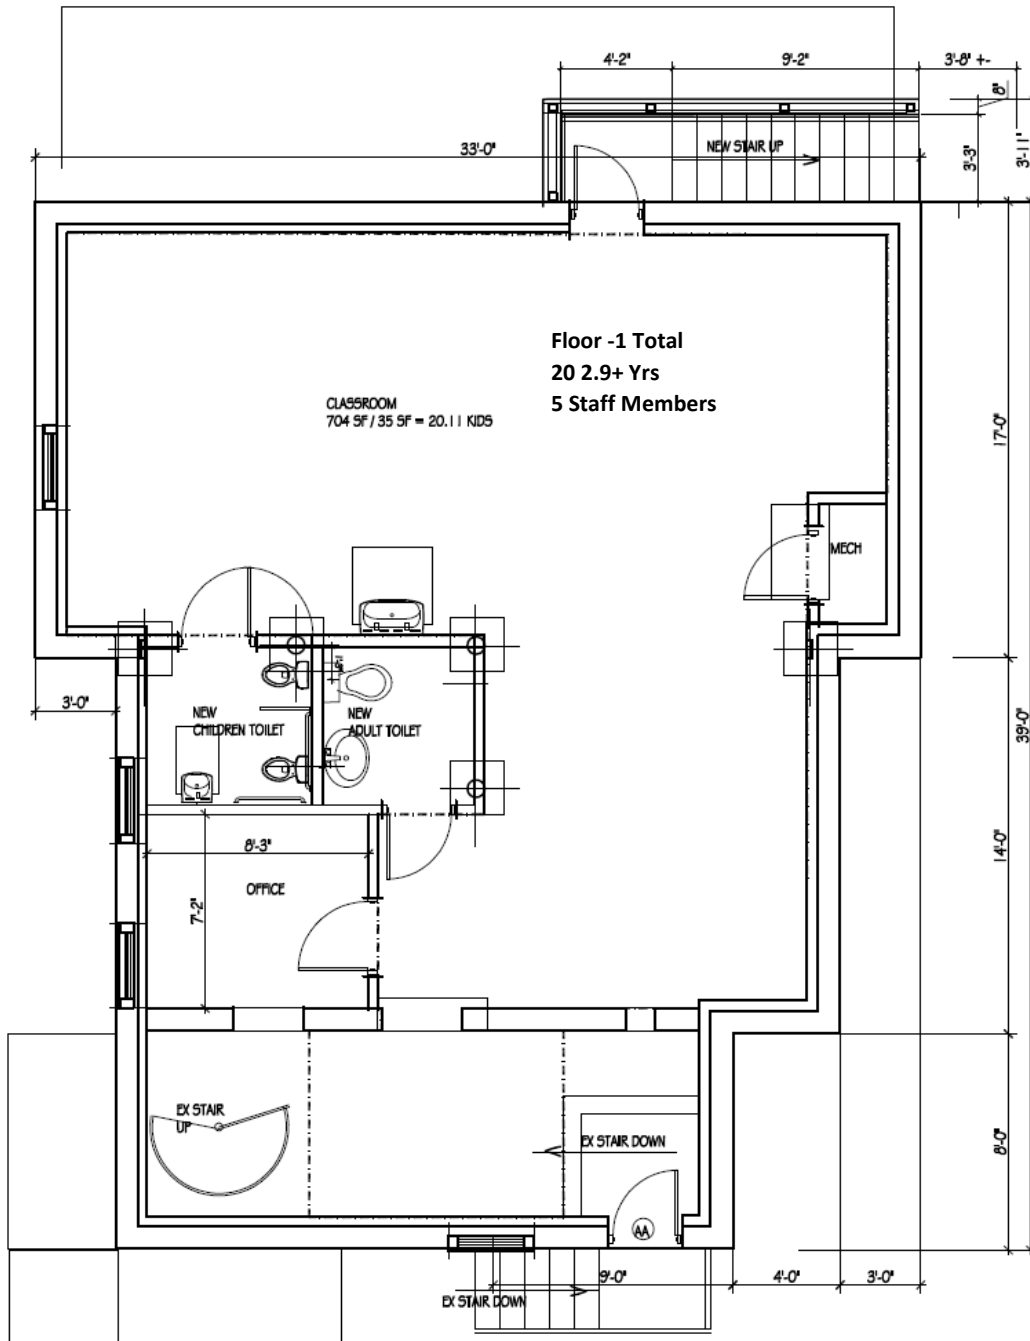 4'-2"
9'-2"
3'-8" +-
8"
33'-0"
NEW STAIR UP
3'-3"
3'-11"
Floor -1 Total
20 2.9+ Yrs
5 Staff Members
CLASSROOM
704 SF / 35 SF = 20.11 KIDS
17'-0"
MECH
3'-0"
NEW
CHILDREN TOILET
NEW
ADULT TOILET
39'-0"
8'-3"
14'-0"
OFFICE
7'-2"
EX STAIR
UP
EX STAIR DOWN
8'-0"
AA
9'-0"
4'-0"
3'-0"
EX STAIR DOWN